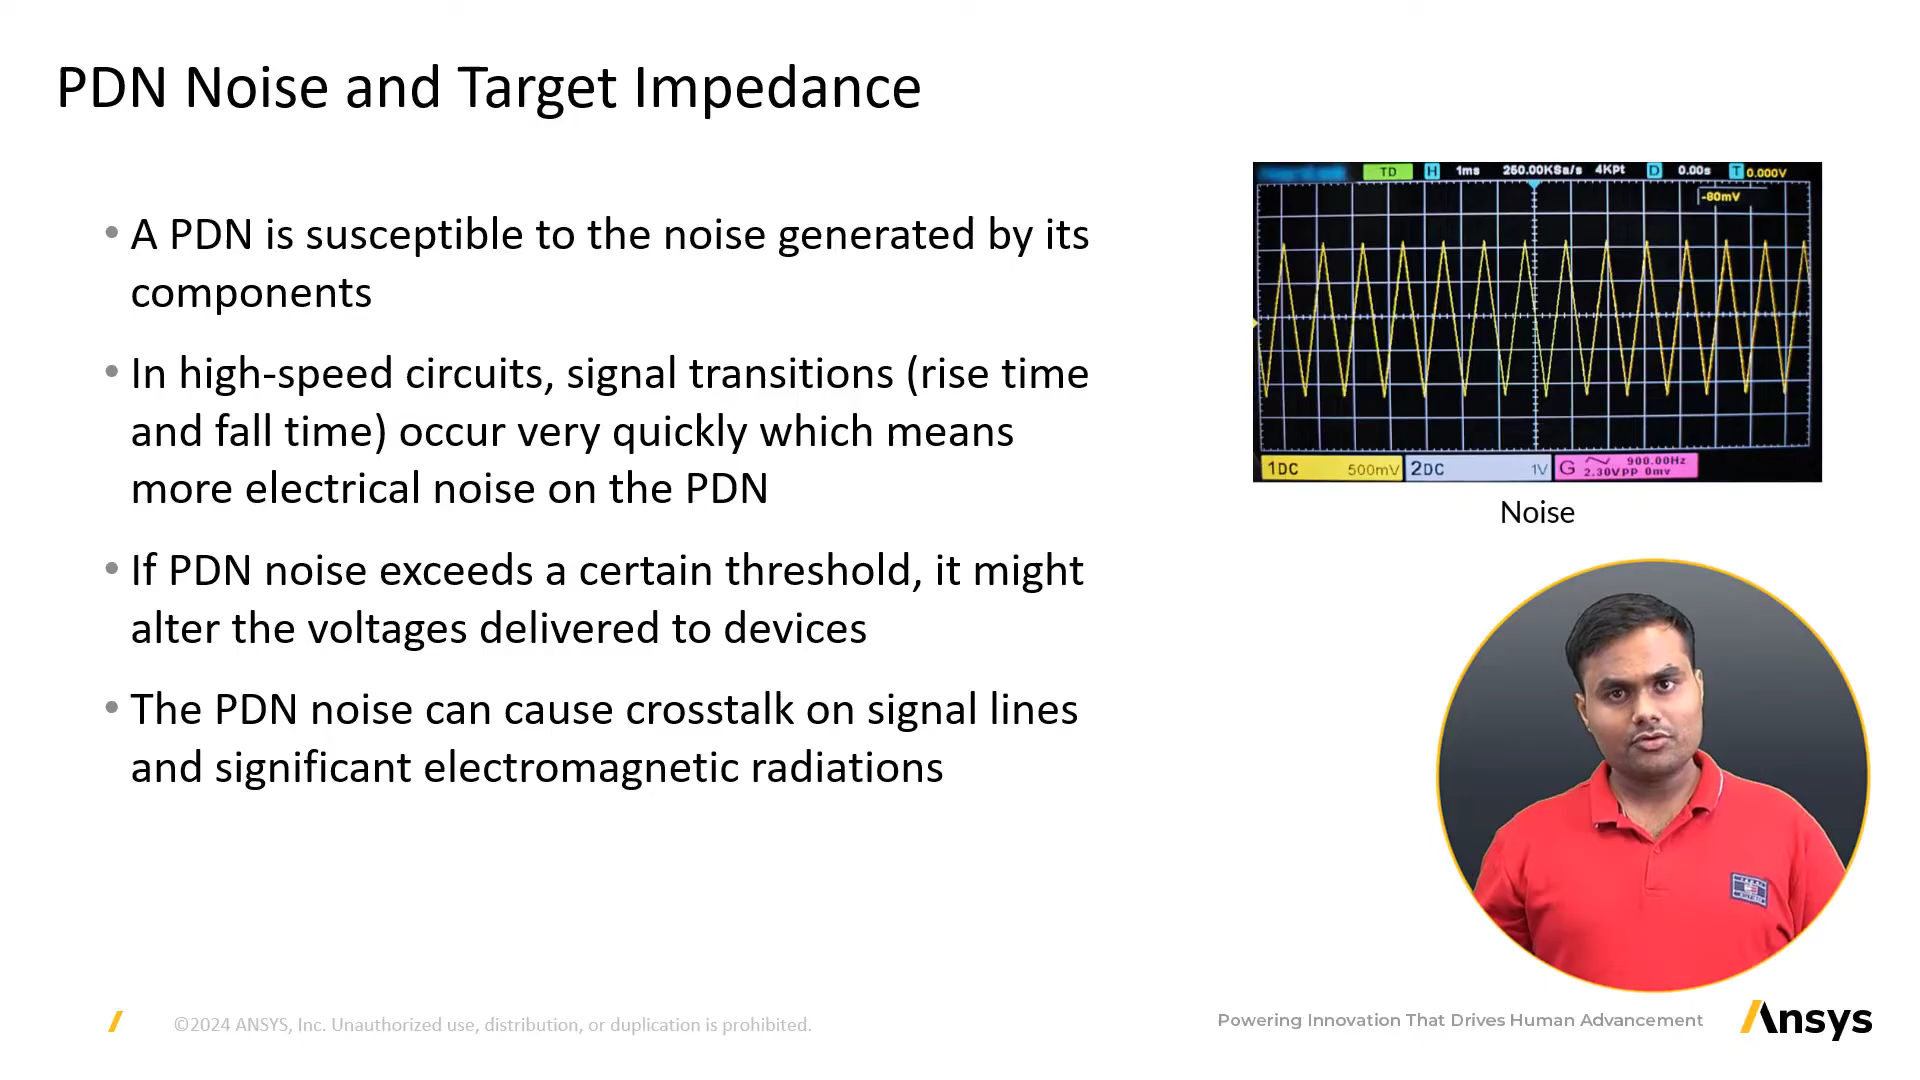 PDN Noise and Target Impedance
• A PDN is susceptible to the noise generated by its
components
• In high-speed circuits, signal transitions (rise time
and fall time) occur very quickly which means
more electrical noise on the PDN
• If PDN noise exceeds a certain threshold, it might
alter the voltages delivered to devices
• The PDN noise can cause crosstalk on signal lines
and significant electromagnetic radiations
TD H 1ms 250.00KSa/s 4Kpt D 0.00s T 0.000V
-80mV
1DC 500mV 2DC 1V G 900.00Hz
2.30VPP 0mv
Noise
©2024 ANSYS, Inc. Unauthorized use, distribution, or duplication is prohibited.
Powering Innovation That Drives Human Advancement
Ansys